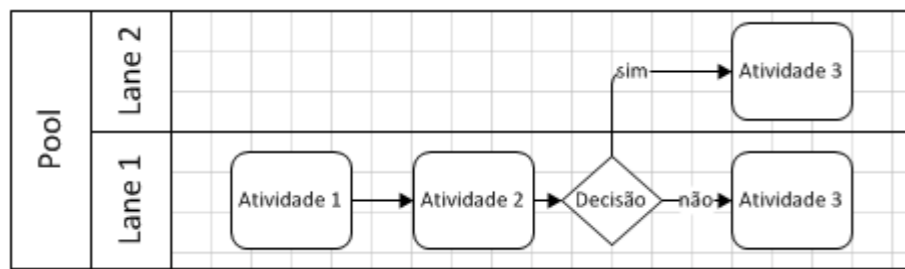 Pool
Lane 2
sim
Atividade 3
Lane 1
Atividade 1
Atividade 2
Decisão
não
Atividade 3